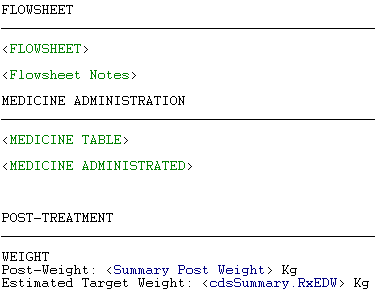 FLOWSHEET
<FLOWSHEET>
<Flowsheet Notes>
MEDICINE ADMINISTRATION
<MEDICINE TABLE>
<MEDICINE ADMINISTRATED>
POST-TREATMENT
WEIGHT
Post-Weight: <Summary Post Weight> Kg
Estimated Target Weight: <cdsSummary.RxEDW> Kg